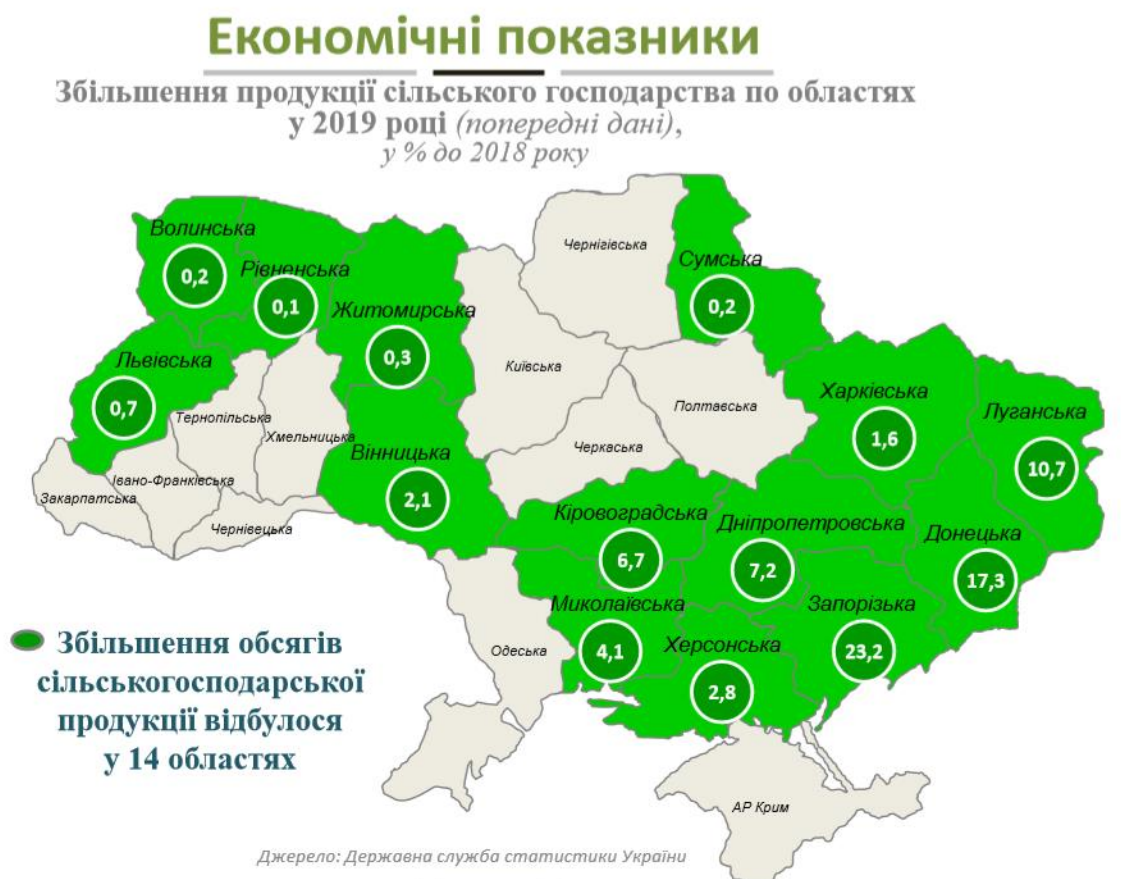 Економічні показники
Збільшення продукції сільського господарства по областях
у 2019 році (попередні дані),
у % до 2018 року
Волинська
0,2
Рівненська
0,1
Житомирська
0,3
Чернігівська
Сумська
0,2
Львівська
0,7
Тернопільська
Хмельницька
Київська
Полтавська
Харківська
1,6
Луганська
10,7
Вінницька
2,1
Черкаська
Закарпатська
Івано-Франківська
Чернівецька
Кіровоградська
6,7
Дніпропетровська
7,2
Донецька
17,3
Миколаївська
4,1
Херсонська
2,8
Запорізька
23,2
Одеська
АР Крим
Збільшення обсягів
сільськогосподарської
продукції відбулося
у 14 областях
Джерело: Державна служба статистики України